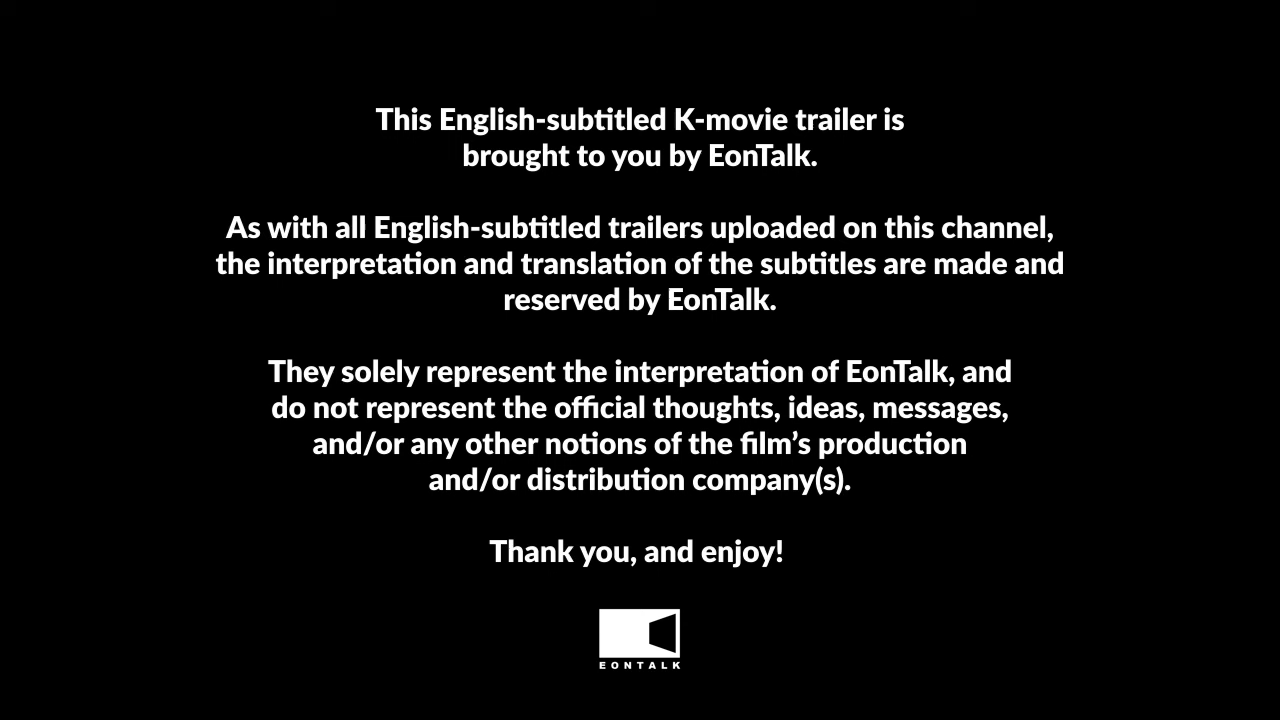 This English-subtitled K-movie trailer is
brought to you by EonTalk.
As with all English-subtitled trailers uploaded on this channel,
the interpretation and translation of the subtitles are made and
reserved by EonTalk.
They solely represent the interpretation of EonTalk, and
do not represent the official thoughts, ideas, messages,
and/or any other notions of the film’s production
and/or distribution company(s).
Thank you, and enjoy!
EONTALK